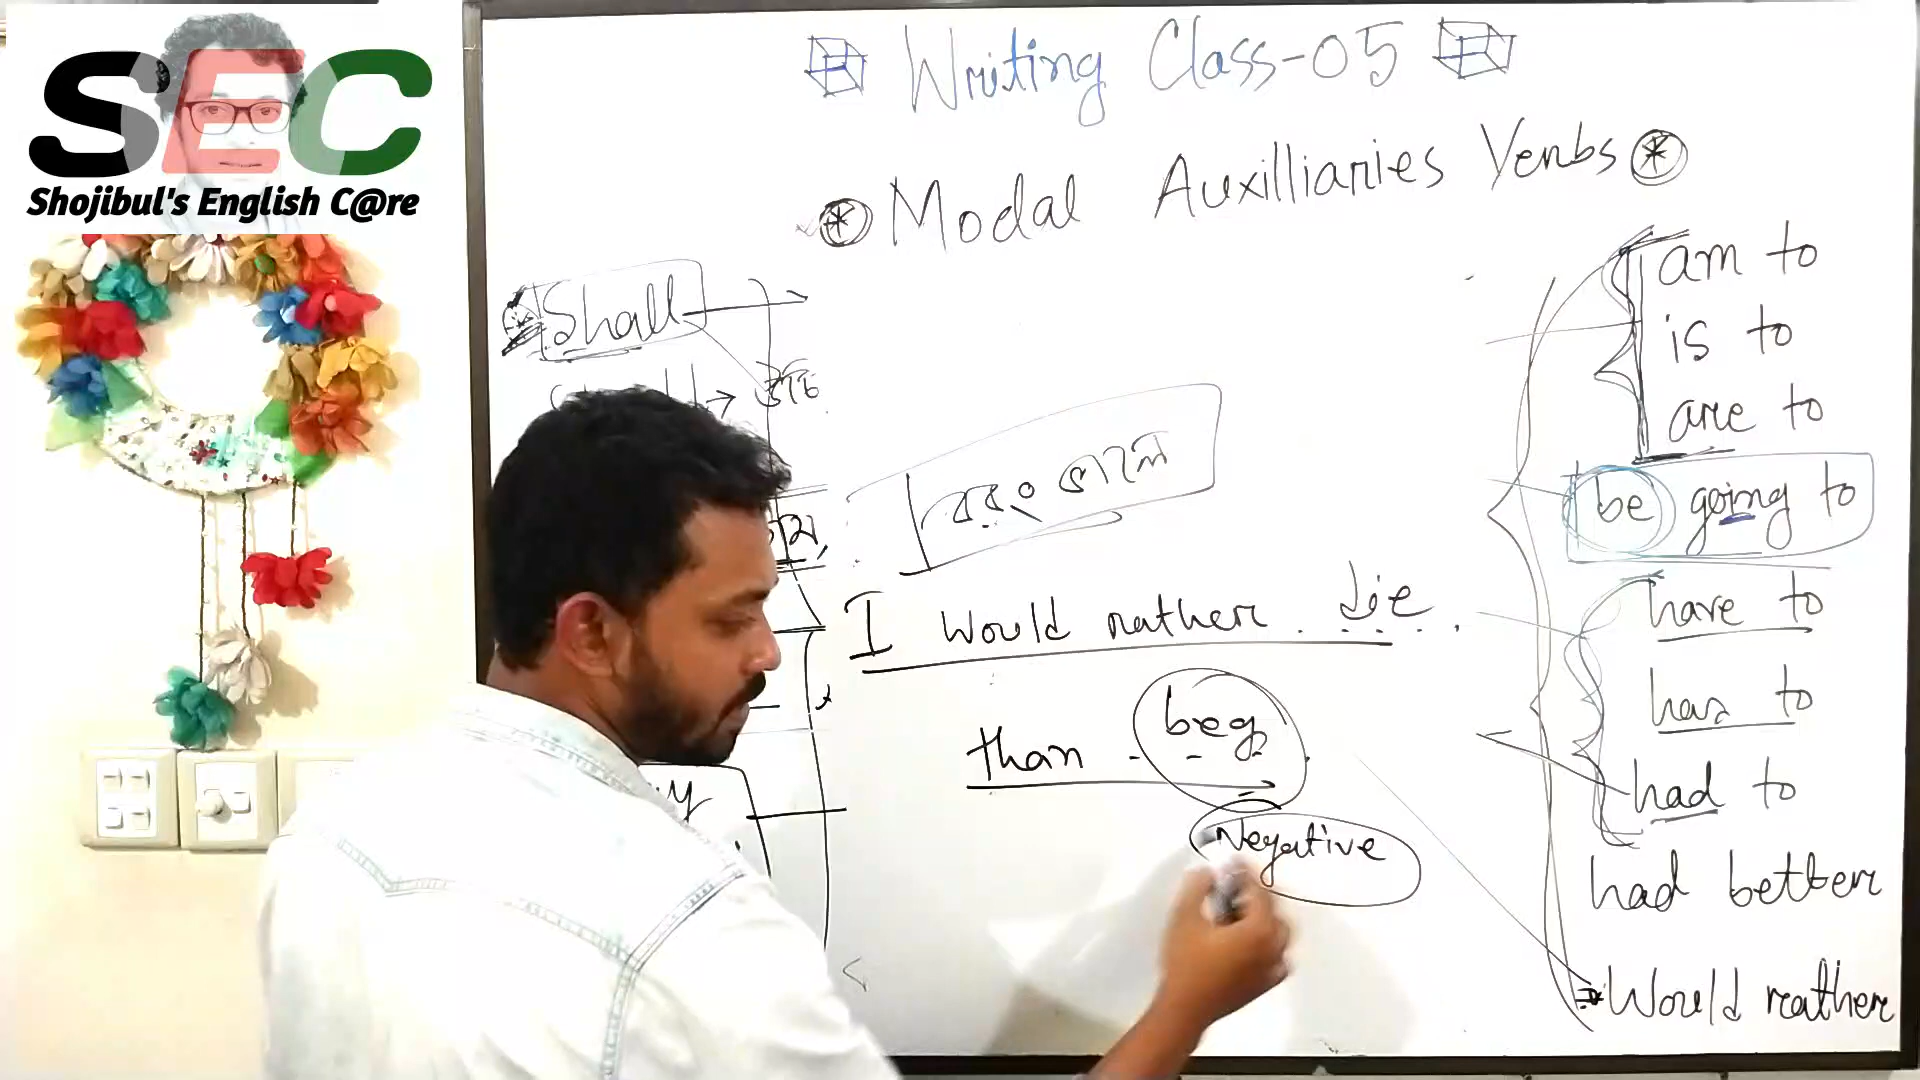 SEC
Shojibul's English C@re
Writing Class-05
Modal Auxilliaries Verbs
Shall
বরং ভালো
I Would rather die.
than beg
Negative
am to
is to
are to
be going to
have to
has to
had to
had better
Would rather